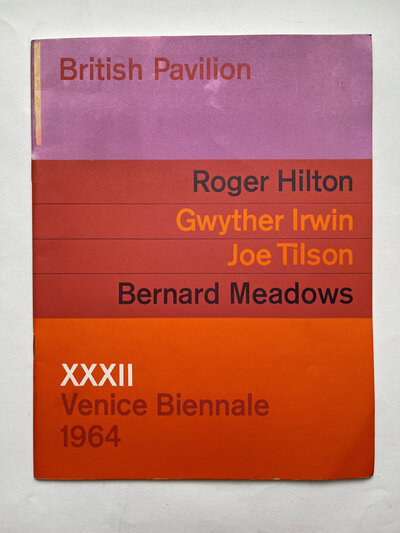 British Pavilion
Roger Hilton
Gwyther Irwin
Joe Tilson
Bernard Meadows
XXXII
Venice Biennale
1964